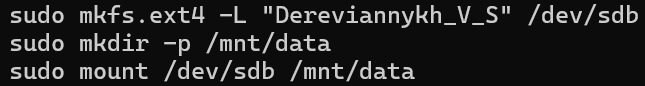 sudo mkfs.ext4 -L "Dereviannykh_V_S" /dev/sdb
sudo mkdir -p /mnt/data
sudo mount /dev/sdb /mnt/data